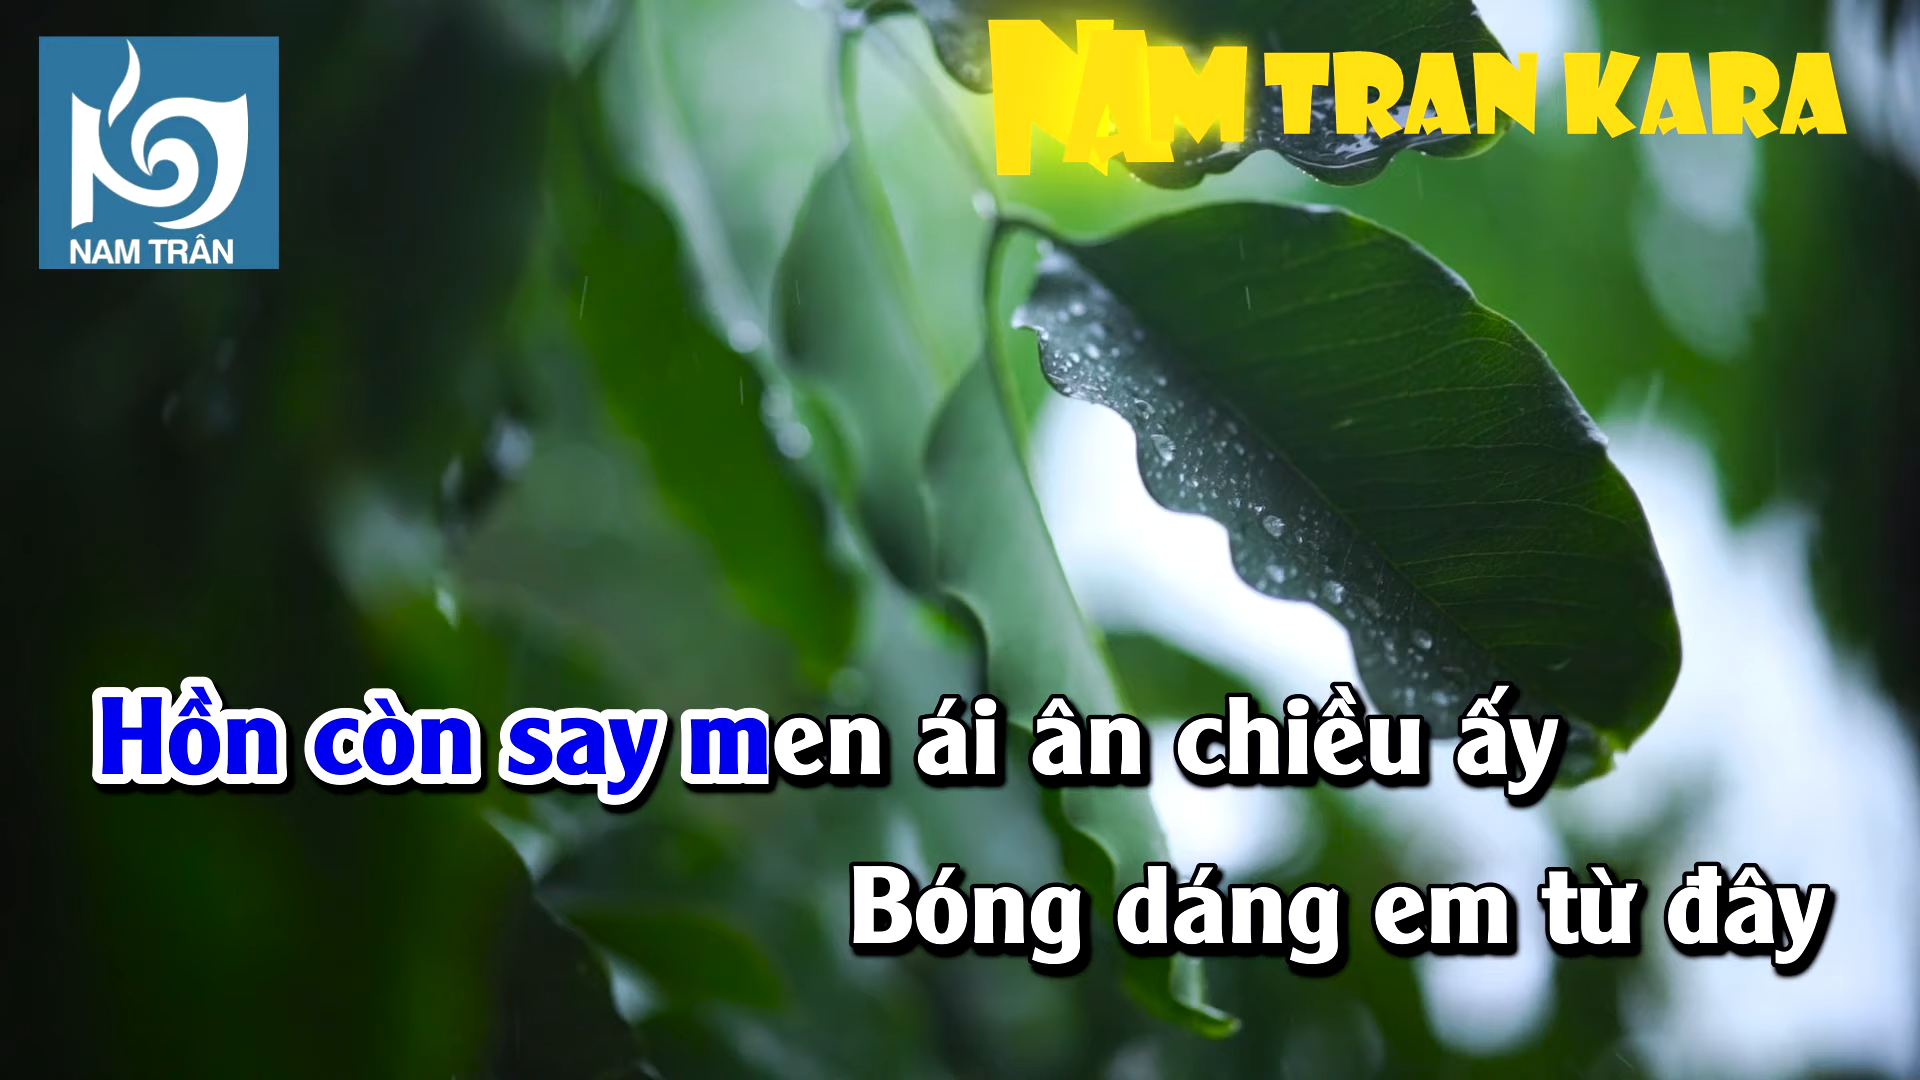 NAM TRAN KARA
NAM TRÂN
Hồn còn say men ái ân chiều ấy
Bóng dáng em từ đây